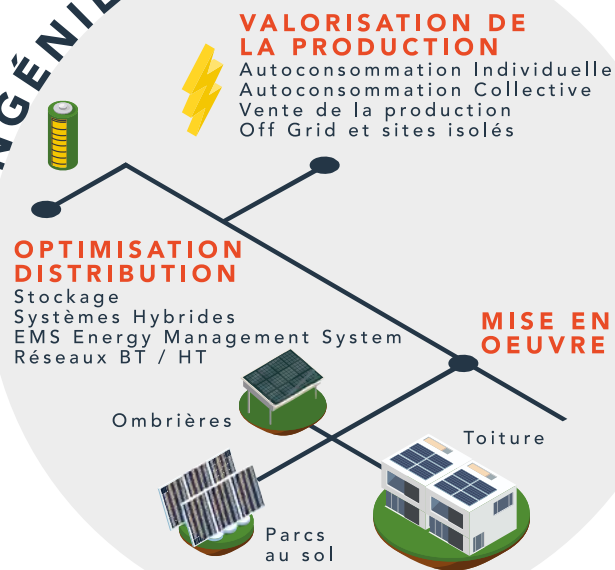 NGÉNIE
VALORISATION DE
LA PRODUCTION
Autoconsommation Individuelle
Autoconsommation Collective
Vente de la production
Off Grid et sites isolés
OPTIMISATION
DISTRIBUTION
Stockage
Systèmes Hybrides
EMS Energy Management System
Réseaux BT / HT
MISE EN
OEUVRE
Ombrières
Toiture
Parcs
au sol